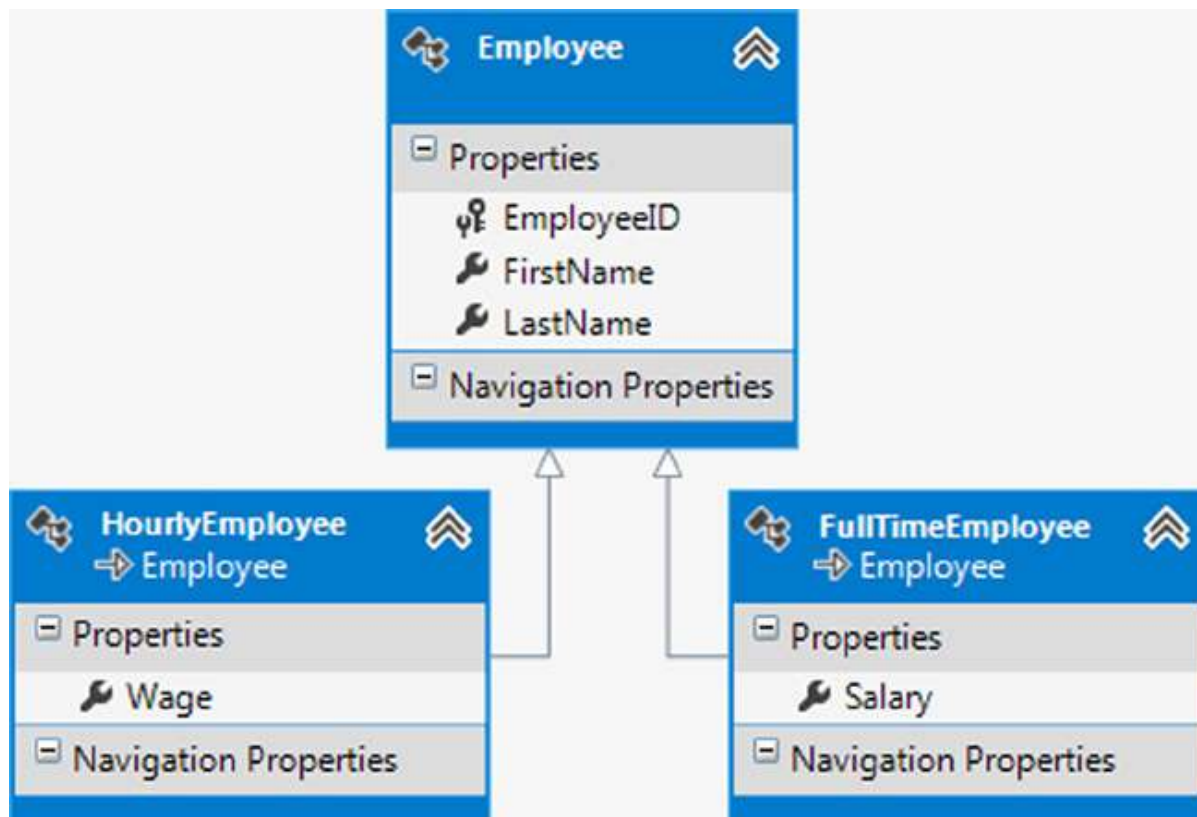 Employee
Properties
EmployeeID
FirstName
LastName
Navigation Properties
HourlyEmployee
Employee
Properties
Wage
Navigation Properties
FullTimeEmployee
Employee
Properties
Salary
Navigation Properties